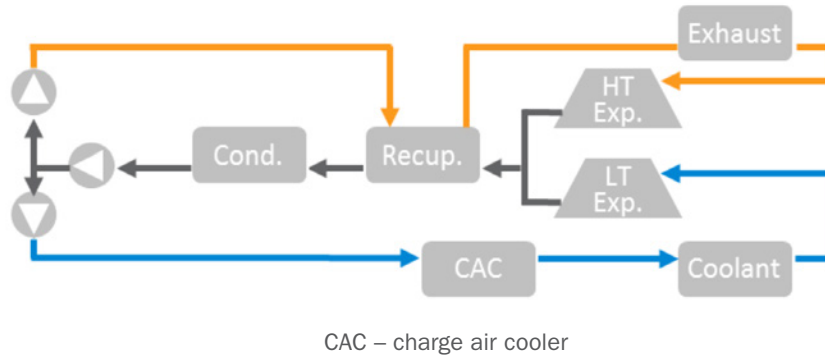 Exhaust
HT
Exp.
Cond.
Recup.
LT
Exp.
CAC
Coolant
CAC – charge air cooler